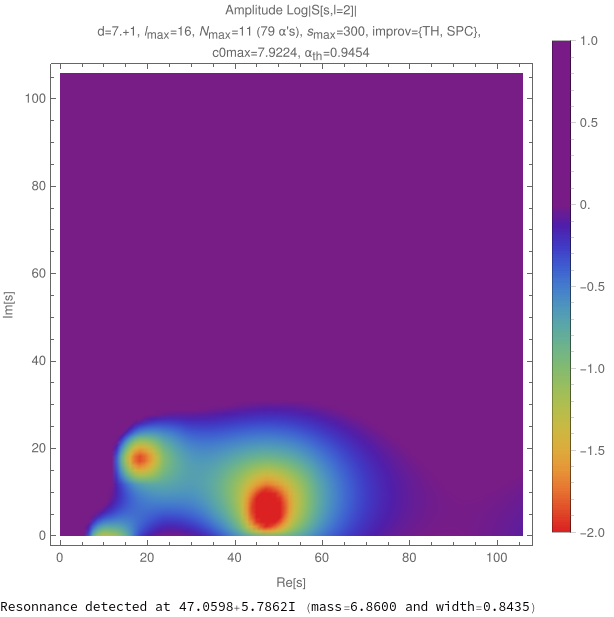 Amplitude Log|S[s,l=2]|
d=7.+1, lmax=16, Nmax=11 (79 α's), smax=300, improv={TH, SPC},
c0max=7.9224, αth=0.9454
1.0
0.5
0.
-0.5
-1.0
-1.5
-2.0
100
80
60
40
20
0
Im[s]
0 20 40 60 80 100
Re[s]
Resonnance detected at 47.0598+5.7862I (mass=6.8600 and width=0.8435)